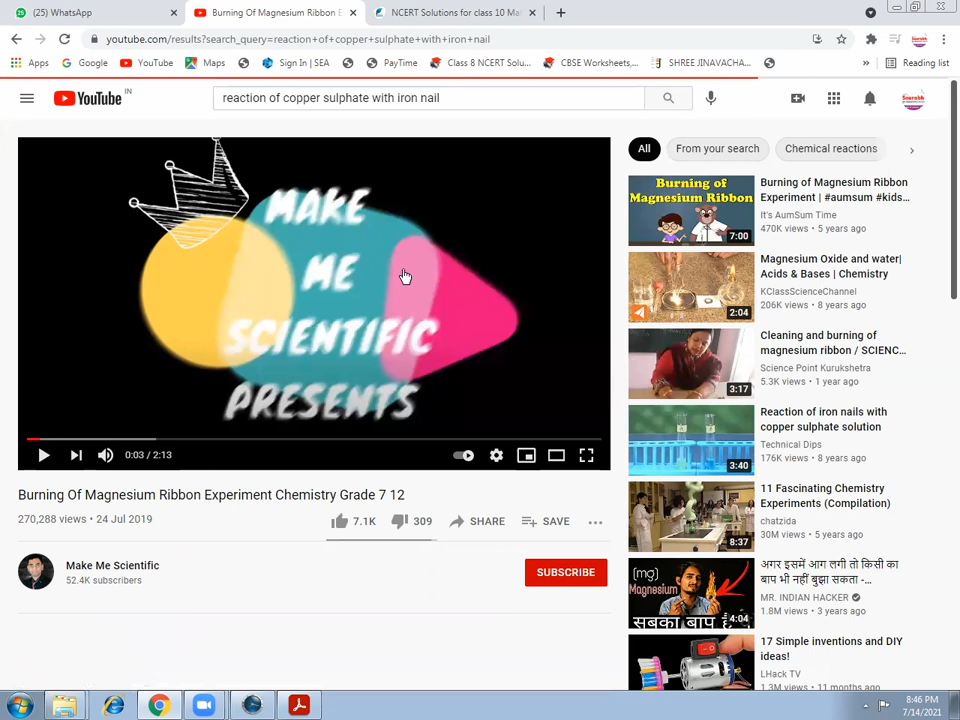 (25) WhatsApp
Burning Of Magnesium Ribbon E
NCERT Solutions for class 10 Ma
youtube.com/results?search_query=reaction+of+copper+sulphate+with+iron+nail
Apps
Google
YouTube
Maps
Sign In | SEA
PayTime
Class 8 NCERT Solu...
CBSE Worksheets,...
SHREE JINAVACHA...
»
Reading list
YouTube IN
reaction of copper sulphate with iron nail
All
From your search
Chemical reactions
MAKE
ME
SCIENTIFIC
PRESENTS
0:03 / 2:13
Burning Of Magnesium Ribbon Experiment Chemistry Grade 7 12
270,288 views • 24 Jul 2019
7.1K
309
SHARE
SAVE
Make Me Scientific
52.4K subscribers
SUBSCRIBE
Burning of
Magnesium Ribbon
7:00
Burning of Magnesium Ribbon
Experiment | #aumsum #kids...
It's AumSum Time
470K views • 5 years ago
2:04
Magnesium Oxide and water|
Acids & Bases | Chemistry
KClassScienceChannel
206K views • 8 years ago
3:17
Cleaning and burning of
magnesium ribbon / SCIENC...
Science Point Kurukshetra
5.3K views • 1 year ago
3:40
Reaction of iron nails with
copper sulphate solution
Technical Dips
176K views • 8 years ago
8:37
11 Fascinating Chemistry
Experiments (Compilation)
chatzida
30M views • 5 years ago
(mg)
Magnesium
4:04
सबका बाप है
अगर इसमें आग लगी तो किसी का
बाप भी नहीं बुझा सकता -...
MR. INDIAN HACKER
1.8M views • 3 years ago
17 Simple inventions and DIY
ideas!
LHack TV
1.3M views • 11 months ago
8:46 PM
7/14/2021